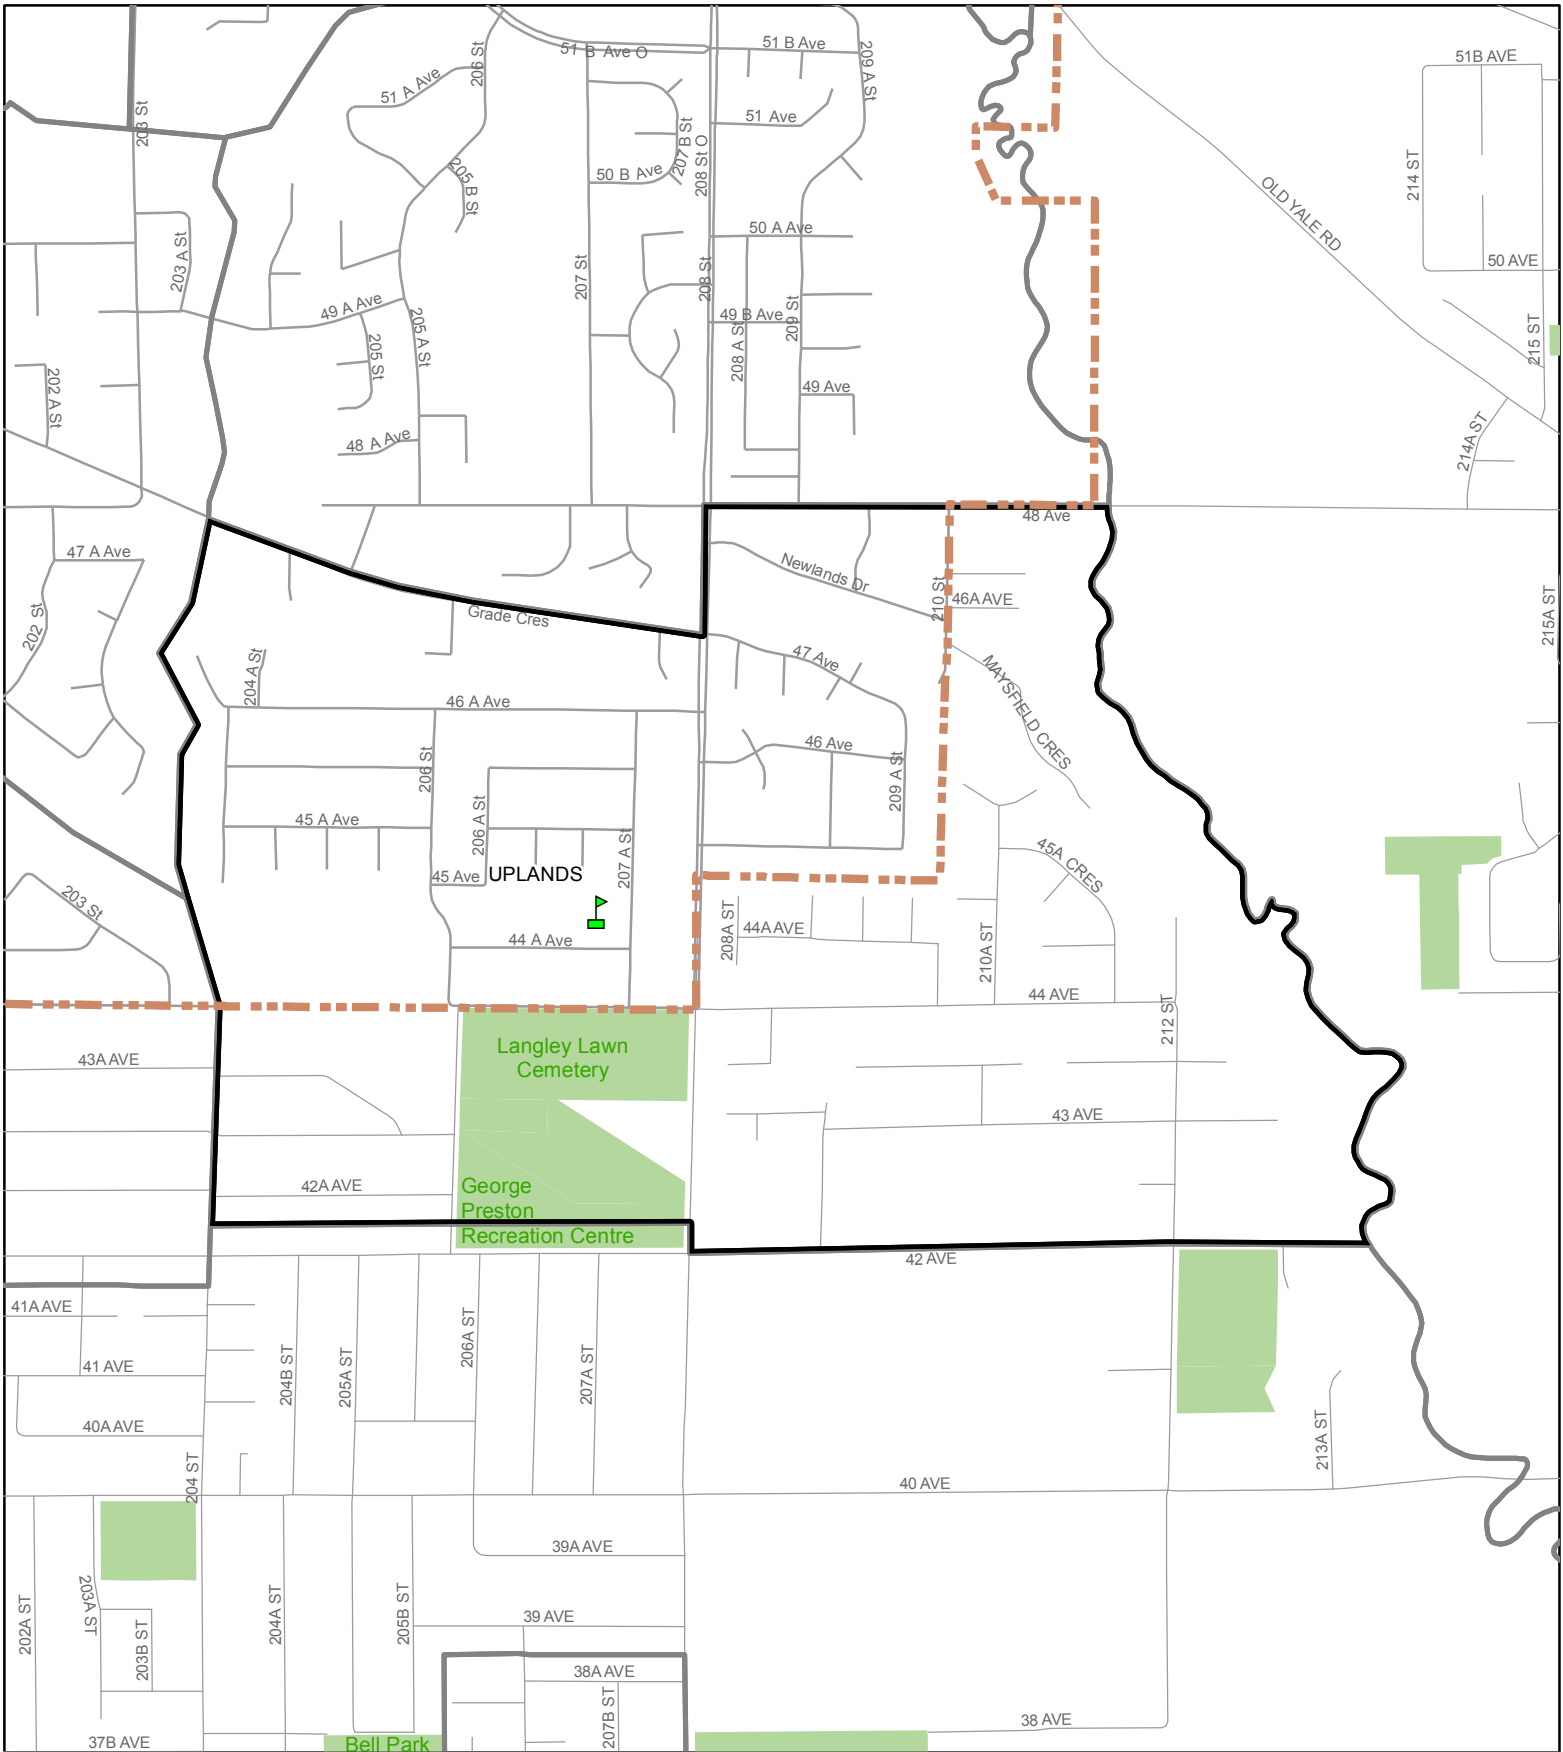 51 B Ave O
51 B Ave
51B AVE
206 St
209 A St
51 A Ave
51 Ave
203 St
207 B St
208 St O
214 ST
50 B Ave
205 B St
OLD YALE RD
50 A Ave
203 A St
207 St
208 St
50 AVE
49 A Ave
205 A St
49 B Ave
209 St
208 A St
215 ST
205 St
202 A St
49 Ave
48 A Ave
214A ST
48 Ave
47 A Ave
Newlands Dr
210 St
46A AVE
202 St
Grade Cres
215A ST
47 Ave
204 A St
MAYSFIELD CRES
46 A Ave
46 Ave
206 St
209 A St
45 A Ave
206 A St
207 A St
45A CRES
45 Ave
UPLANDS
203 St
208A ST
44A AVE
44 A Ave
210A ST
44 AVE
212 ST
Langley Lawn
Cemetery
43A AVE
43 AVE
42A AVE
George
Preston
Recreation Centre
42 AVE
41A AVE
206A ST
204B ST
205A ST
207A ST
41 AVE
40A AVE
213A ST
204 ST
40 AVE
39A AVE
203A ST
202A ST
203B ST
204A ST
205B ST
39 AVE
38A AVE
207B ST
38 AVE
37B AVE
Bell Park